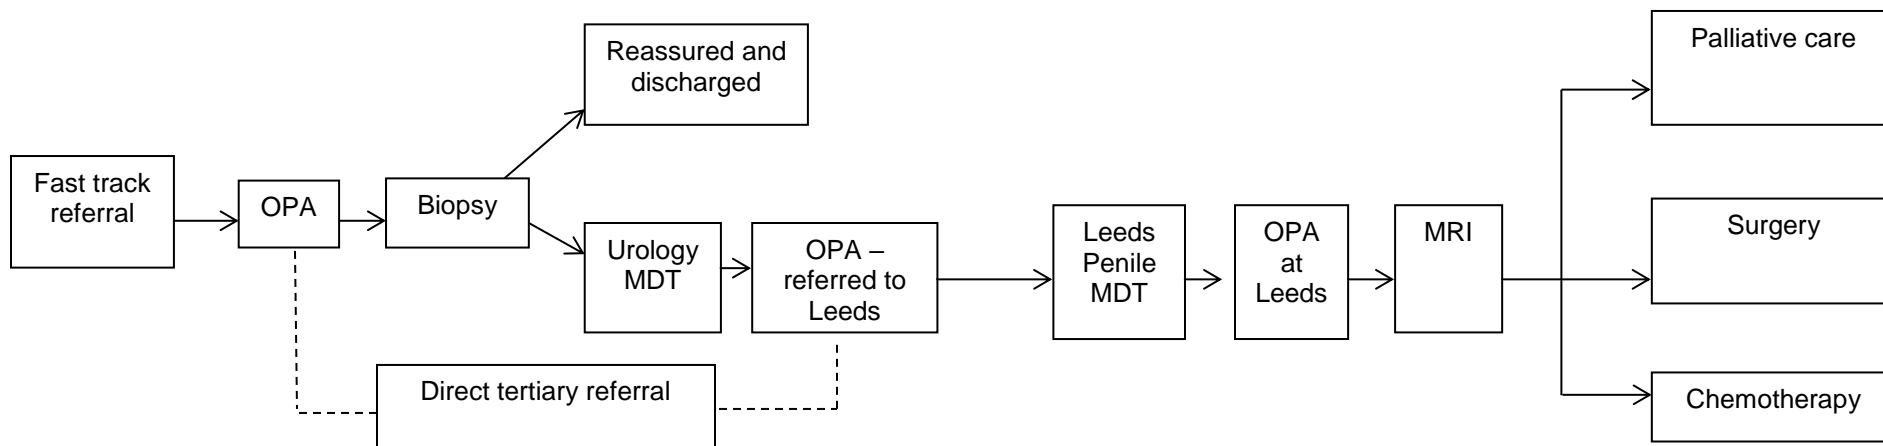 Fast track
referral
OPA
Biopsy
Reassured and
discharged
Urology
MDT
OPA –
referred to
Leeds
Direct tertiary referral
Leeds
Penile
MDT
OPA
at
Leeds
MRI
Palliative care
Surgery
Chemotherapy